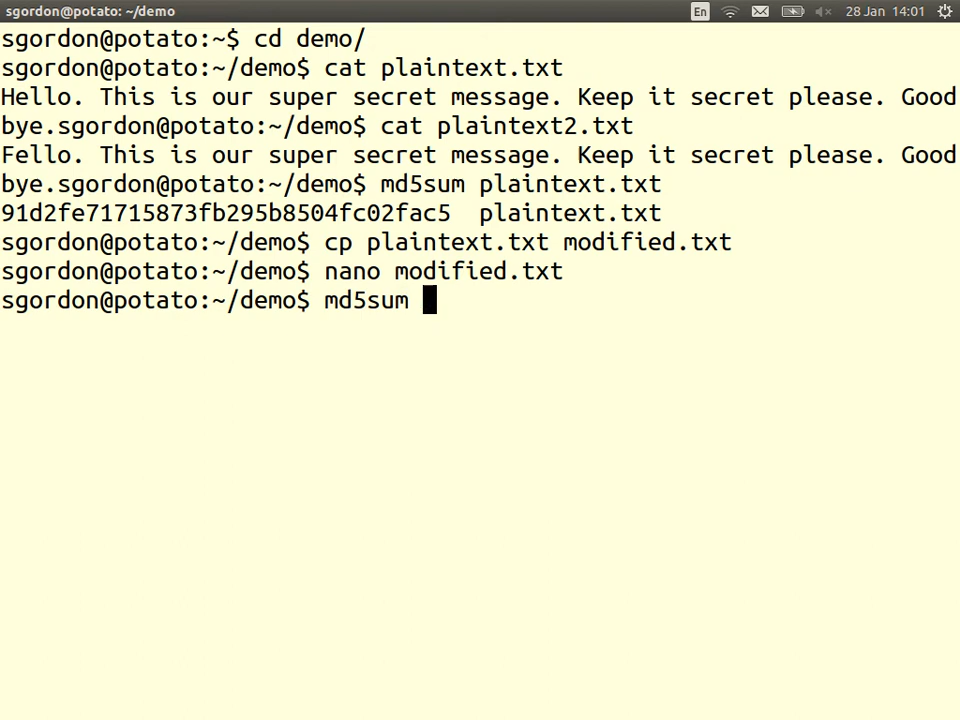 sgordon@potato: ~/demo
En
28 Jan 14:01
sgordon@potato:~$ cd demo/
sgordon@potato:~/demo$ cat plaintext.txt
Hello. This is our super secret message. Keep it secret please. Good
bye.sgordon@potato:~/demo$ cat plaintext2.txt
Fello. This is our super secret message. Keep it secret please. Good
bye.sgordon@potato:~/demo$ md5sum plaintext.txt
91d2fe71715873fb295b8504fc02fac5  plaintext.txt
sgordon@potato:~/demo$ cp plaintext.txt modified.txt
sgordon@potato:~/demo$ nano modified.txt
sgordon@potato:~/demo$ md5sum